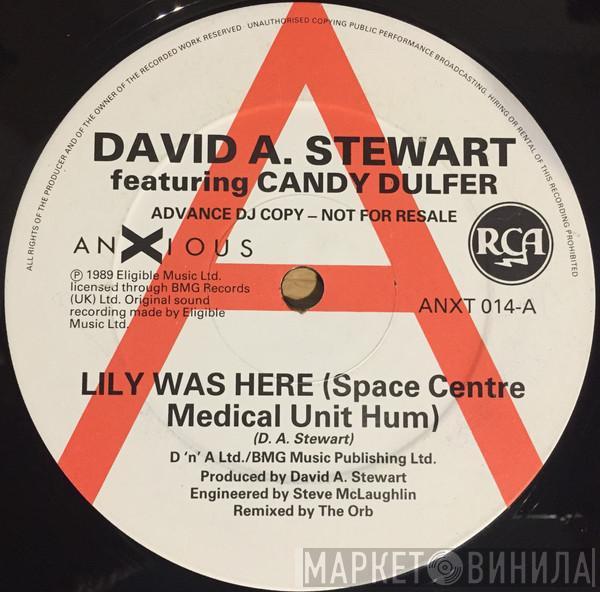 ALL RIGHTS OF THE PRODUCER AND OF THE OWNER OF THE RECORDED WORK RESERVED · UNAUTHORISED COPYING PUBLIC PERFORMANCE BROADCASTING, HIRING OR RENTAL OF THIS RECORDING PROHIBITED
A
DAVID A. STEWART
featuring CANDY DULFER
ADVANCE DJ COPY – NOT FOR RESALE
ANXIOUS
RCA
℗ 1989 Eligible Music Ltd.
licensed through BMG Records
(UK) Ltd. Original sound
recording made by Eligible
Music Ltd.
ANXT 014-A
LILY WAS HERE (Space Centre
Medical Unit Hum)
(D. A. Stewart)
D 'n' A Ltd./BMG Music Publishing Ltd.
Produced by David A. Stewart
Engineered by Steve McLaughlin
Remixed by The Orb
МАРКЕТ ВИНИЛА